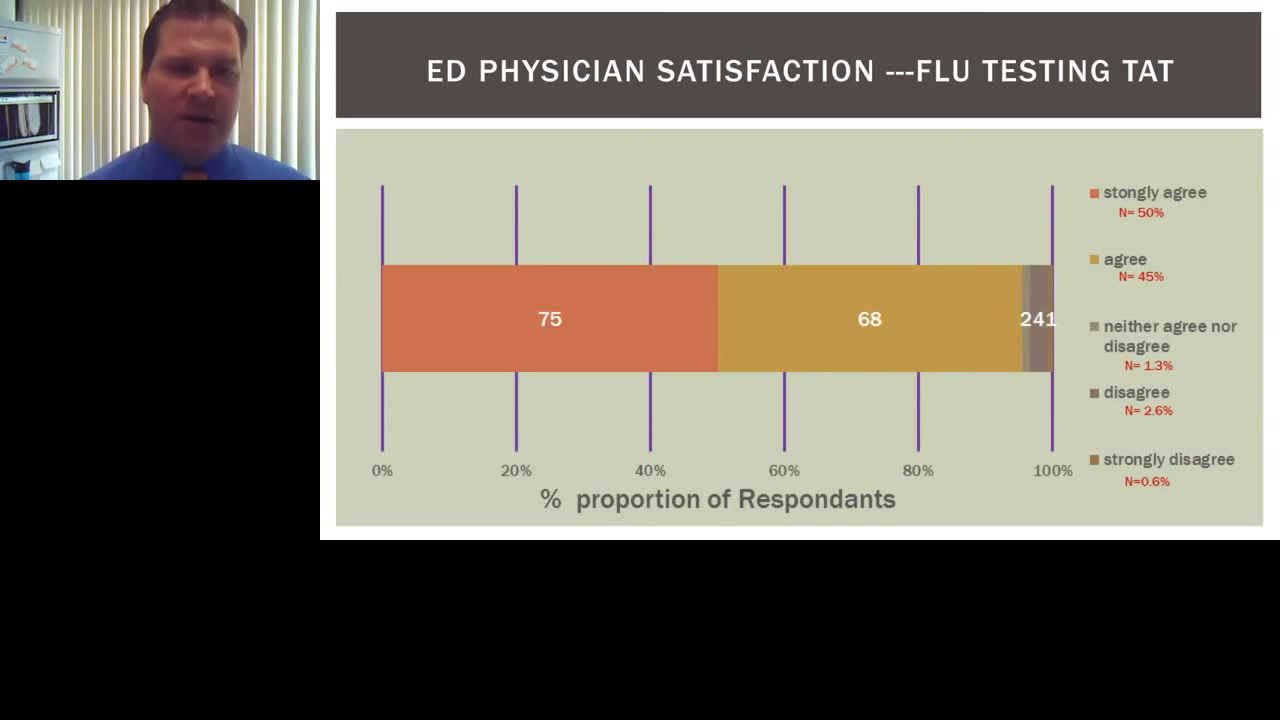 ED PHYSICIAN SATISFACTION ---FLU TESTING TAT
75
68
241
0%
20%
40%
60%
80%
100%
% proportion of Respondants
stongly agree
N= 50%
agree
N= 45%
neither agree nor
disagree
N= 1.3%
disagree
N= 2.6%
strongly disagree
N=0.6%